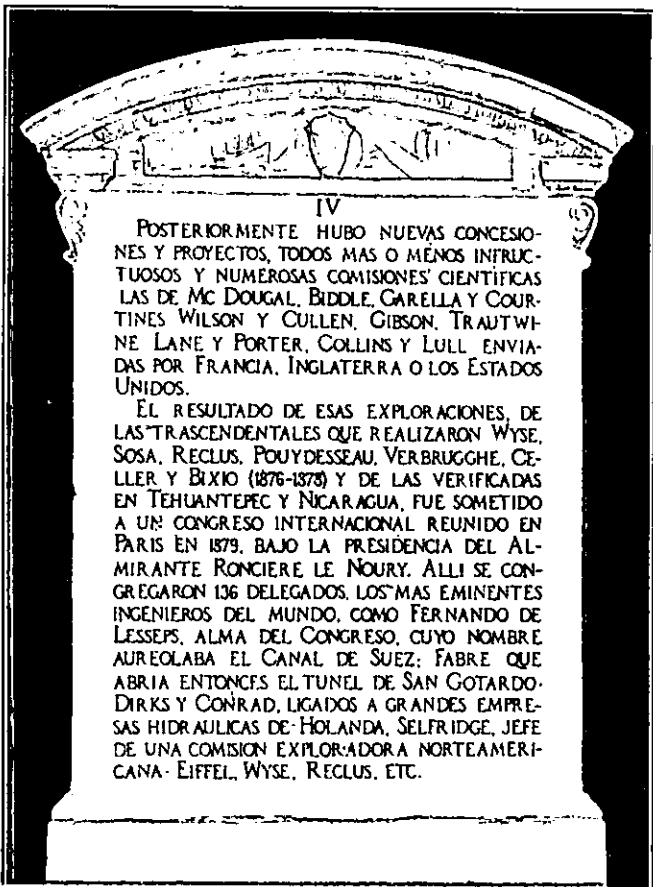 IV
POSTERIORMENTE HUBO NUEVAS CONCESIO-
NES Y PROYECTOS, TODOS MAS O MENOS INFRUC-
TUOSOS Y NUMEROSAS COMISIONES CIENTIFICAS
LAS DE MC DOUGAL, BIDDLE, GARELLA Y COUR-
TINES WILSON Y CULLEN, GIBSON, TRAUTWI-
NE LANE Y PORTER, COLLINS Y LULL ENVIA-
DAS POR FRANCIA, INGLATERRA O LOS ESTADOS
UNIDOS.
EL RESULTADO DE ESAS EXPLORACIONES, DE
LAS TRASCENDENTALES QUE REALIZARON WYSE,
SOSA, RECLUS, POUYDESSEAU, VERBRUGGHE, CE-
LLER Y BIXIO (1876-1878) Y DE LAS VERIFICADAS
EN TEHUANTEPEC Y NICARAGUA, FUE SOMETIDO
A UN CONGRESO INTERNACIONAL REUNIDO EN
PARIS EN 1879, BAJO LA PRESIDENCIA DEL AL-
MIRANTE RONCIERE LE NOURY. ALLI SE CON-
GREGARON 136 DELEGADOS, LOS MAS EMINENTES
INGENIEROS DEL MUNDO, COMO FERNANDO DE
LESSEPS, ALMA DEL CONGRESO, CUYO NOMBRE
AUREOLABA EL CANAL DE SUEZ; FABRE QUE
ABRIA ENTONCES EL TUNEL DE SAN GOTARDO·
DIRKS Y CONRAD, LIGADOS A GRANDES EMPRE-
SAS HIDRAULICAS DE HOLANDA, SELFRIDGE, JEFE
DE UNA COMISION EXPLORADORA NORTEAMERI-
CANA· EIFFEL, WYSE, RECLUS, ETC.